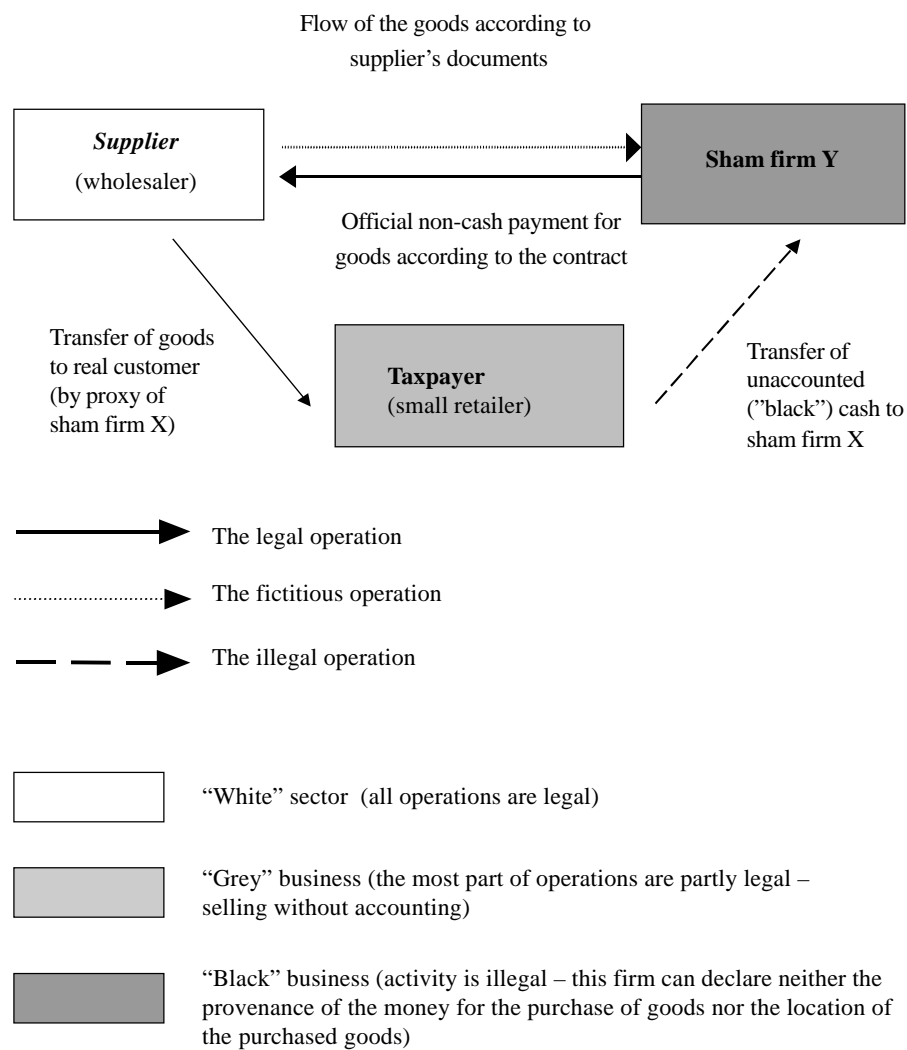 Flow of the goods according to
supplier’s documents
Supplier
(wholesaler)
Sham firm Y
Official non-cash payment for
goods according to the contract
Transfer of goods
to real customer
(by proxy of
sham firm X)
Taxpayer
(small retailer)
Transfer of
unaccounted
(”black”) cash to
sham firm X
The legal operation
The fictitious operation
The illegal operation
“White” sector (all operations are legal)
“Grey” business (the most part of operations are partly legal –
selling without accounting)
“Black” business (activity is illegal – this firm can declare neither the
provenance of the money for the purchase of goods nor the location of
the purchased goods)